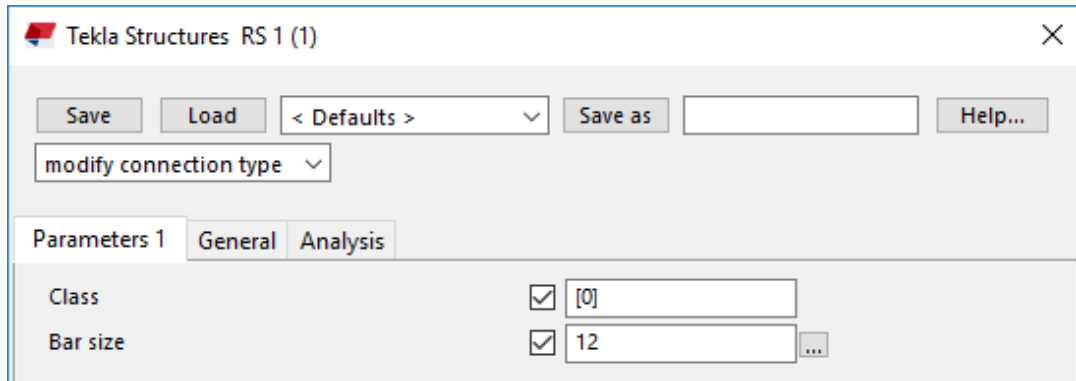 Tekla Structures RS 1 (1)
Save Load < Defaults > Save as Help...
modify connection type
Parameters 1 General Analysis
Class [0]
Bar size 12 ...